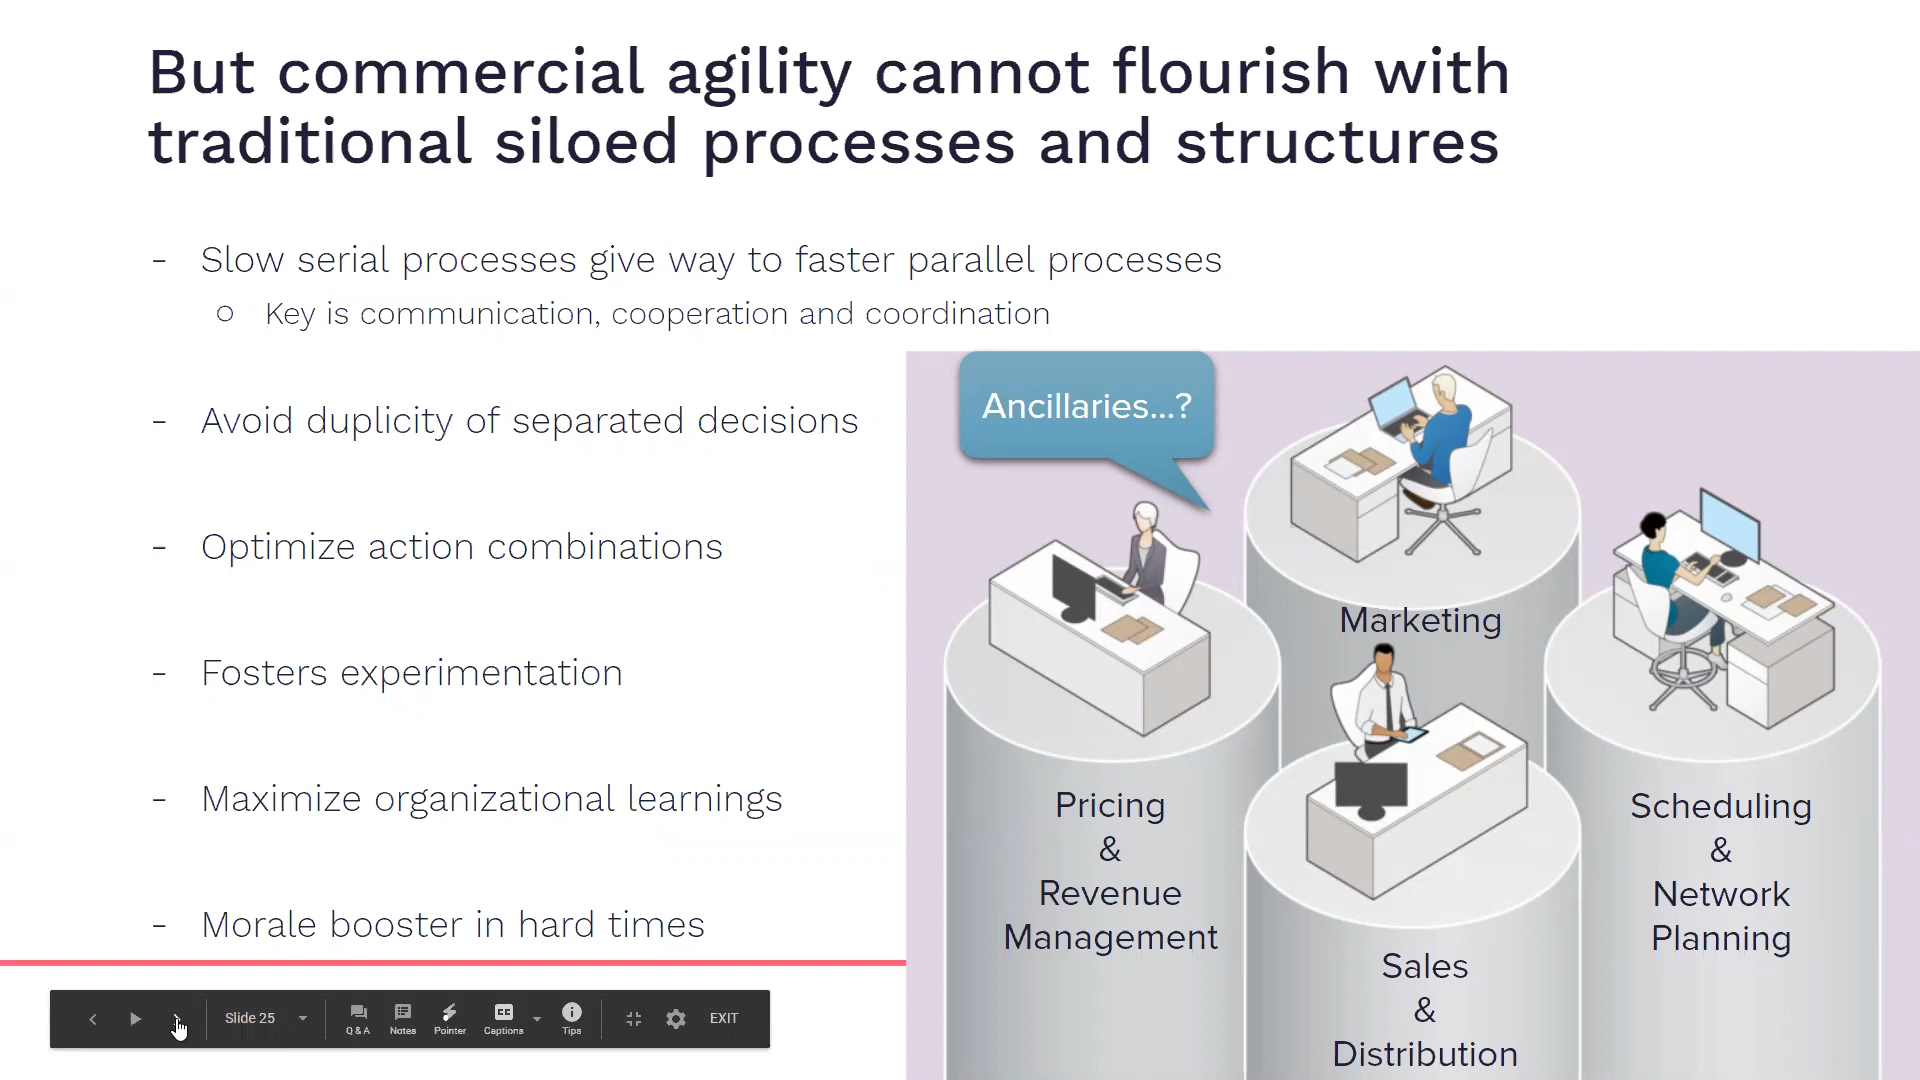 But commercial agility cannot flourish with
traditional siloed processes and structures
- Slow serial processes give way to faster parallel processes
○ Key is communication, cooperation and coordination
- Avoid duplicity of separated decisions
- Optimize action combinations
- Fosters experimentation
- Maximize organizational learnings
- Morale booster in hard times
Ancillaries...?
Marketing
Pricing
&
Revenue
Management
Sales
&
Distribution
Scheduling
&
Network
Planning
Slide 25
Q & A
Notes
Pointer
CC
Captions
Tips
EXIT